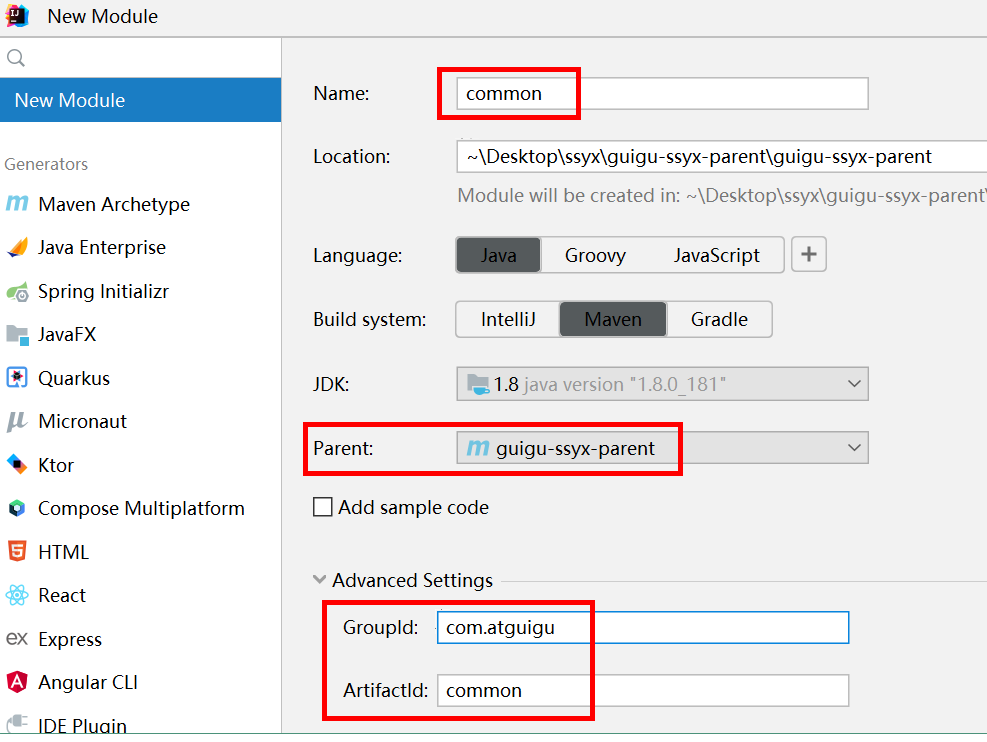 New Module
New Module
Generators
Maven Archetype
Java Enterprise
Spring Initializr
JavaFX
Quarkus
Micronaut
Ktor
Compose Multiplatform
HTML
React
ex Express
Angular CLI
IDE Plugin
Name: common
Location: ~\Desktop\ssyx\guigu-ssyx-parent\guigu-ssyx-parent
Module will be created in: ~\Desktop\ssyx\guigu-ssyx-parent\
Language: Java Groovy JavaScript +
Build system: IntelliJ Maven Gradle
JDK: 1.8 java version "1.8.0_181"
Parent: m guigu-ssyx-parent
Add sample code
Advanced Settings
GroupId: com.atguigu
ArtifactId: common